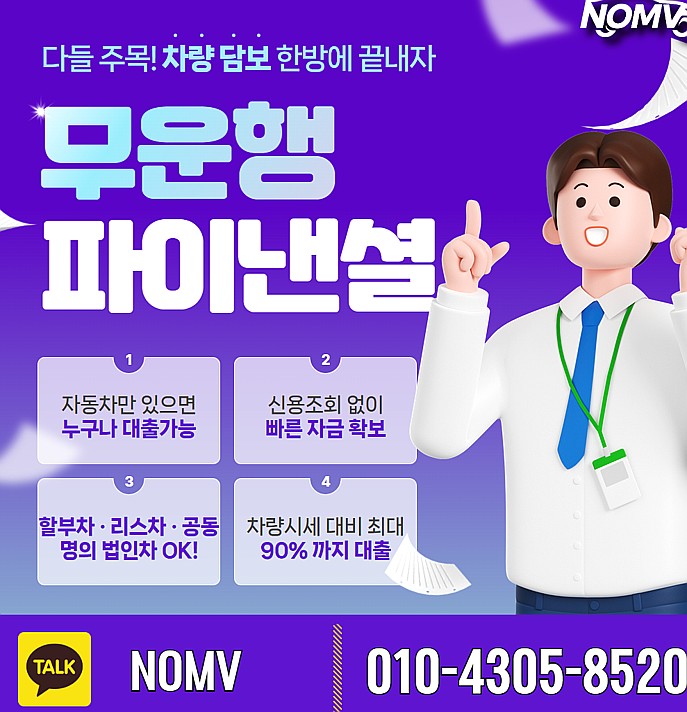 NOMV
다들 주목! 차량 담보 한방에 끝내자
무운행
파이낸셜
1
자동차만 있으면
누구나 대출가능
2
신용조회 없이
빠른 자금 확보
3
할부차 · 리스차 · 공동
명의 법인차 OK!
4
차량시세 대비 최대
90% 까지 대출
TALK
NOMV
010-4305-8520